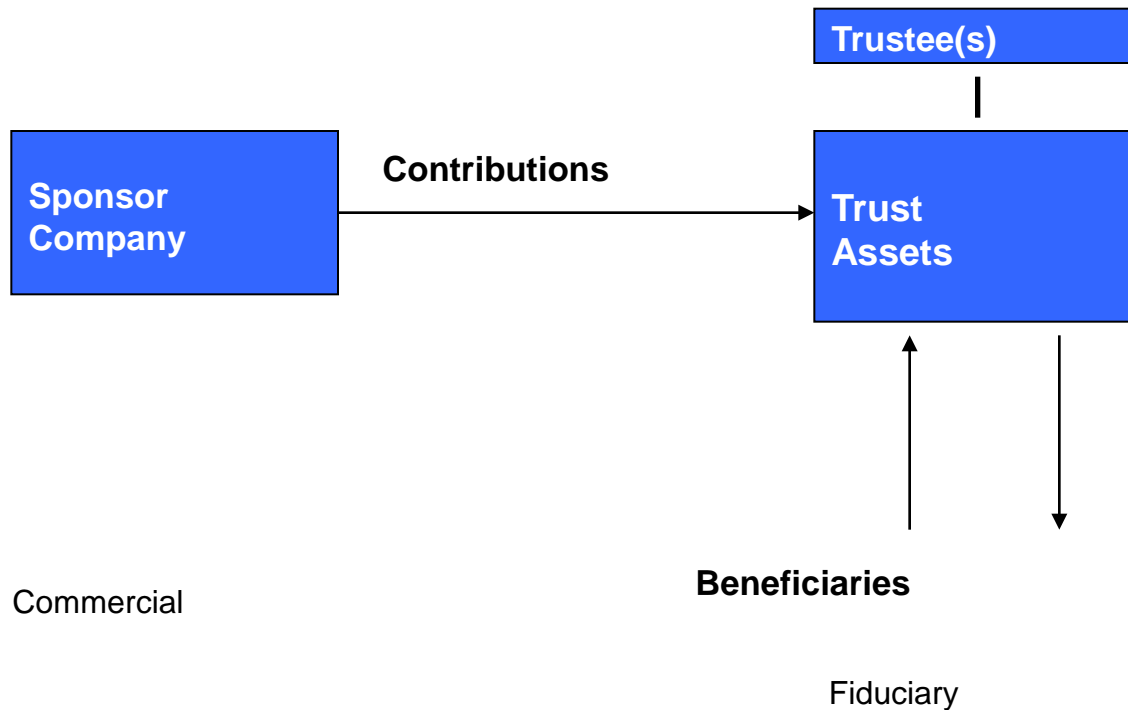 Trustee(s)
Sponsor
Company
Contributions
Trust
Assets
Beneficiaries
Commercial
Fiduciary